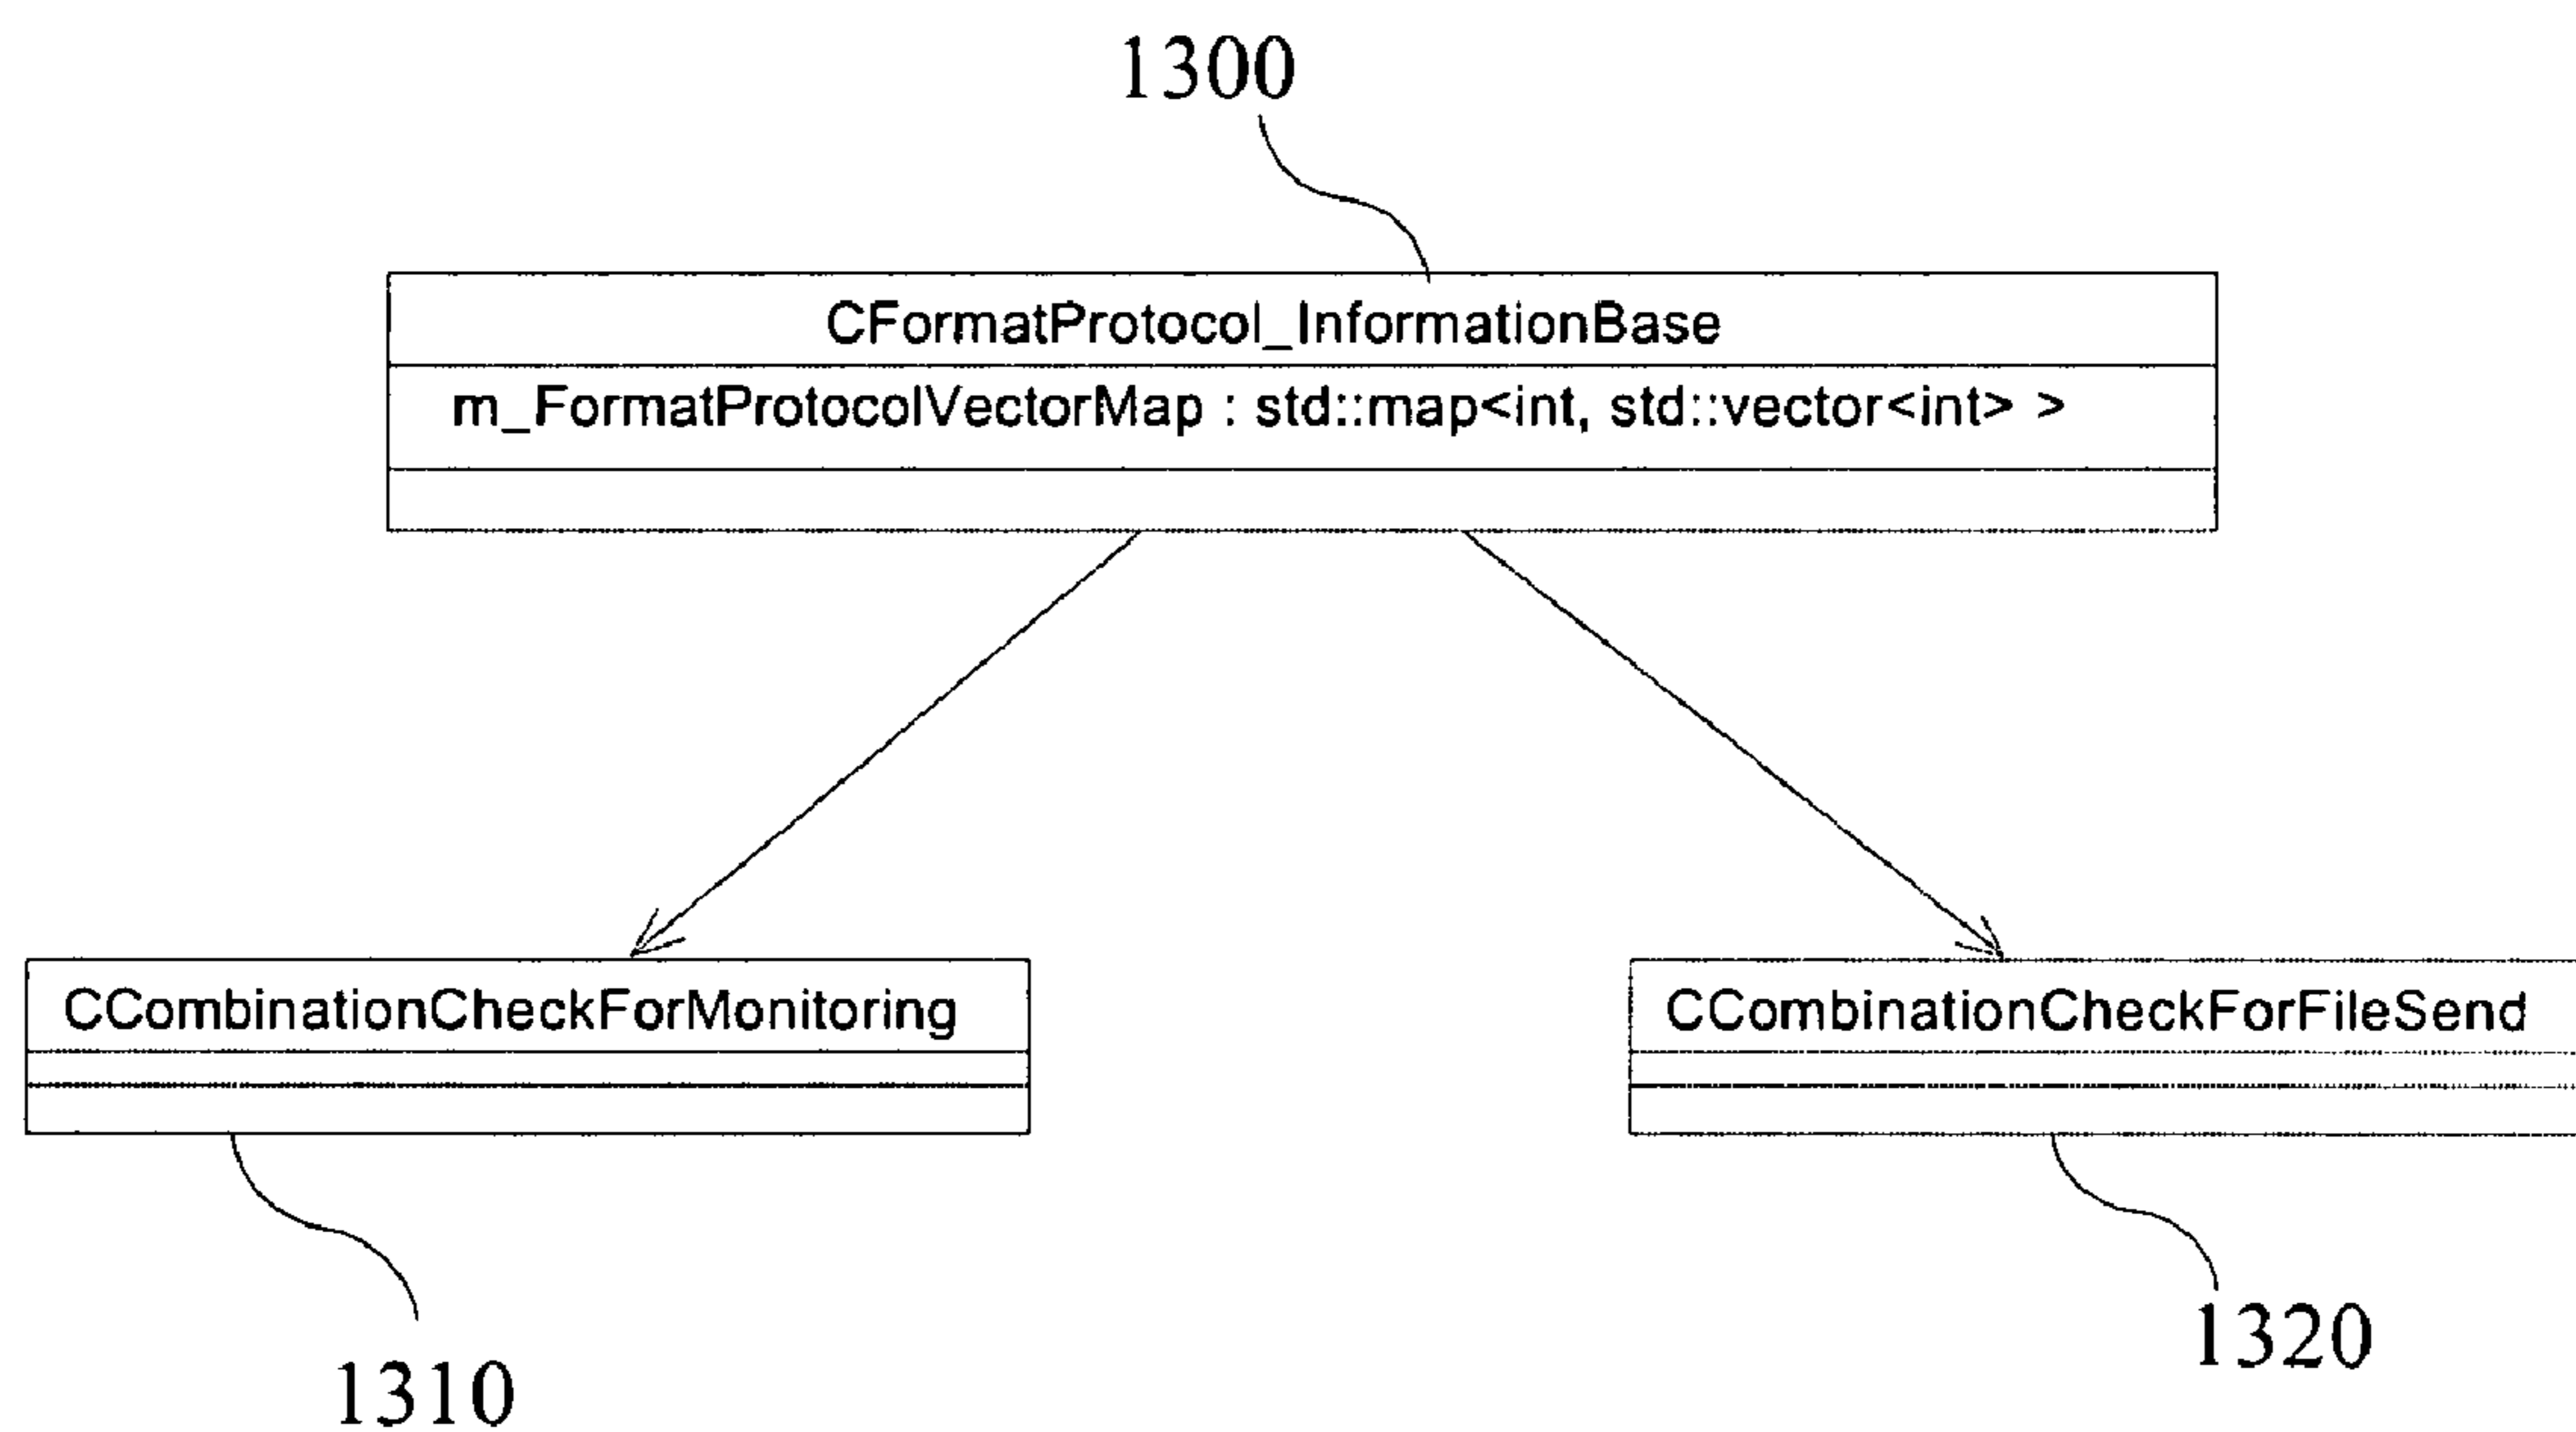 1300
CFormatProtocol_InformationBase
m_FormatProtocolVectorMap : std::map<int, std::vector<int> >
CCombinationCheckForMonitoring
CCombinationCheckForFileSend
1310
1320